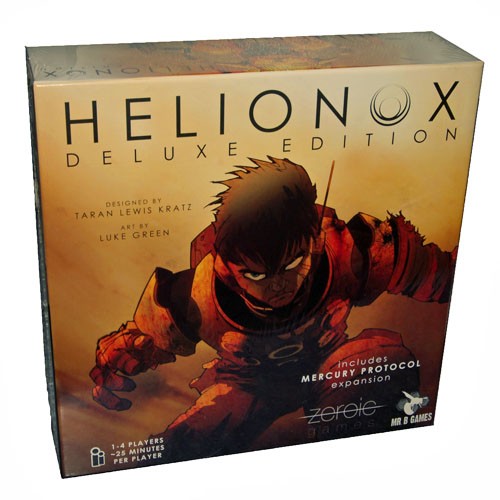 HELIONOX
HELIONOX
DELUXE EDITION
DESIGNED BY
TARAN LEWIS KRATZ
ART BY
LUKE GREEN
includes
MERCURY PROTOCOL
expansion
zeroic
games
MR B GAMES
1-4 PLAYERS
~25 MINUTES
PER PLAYER